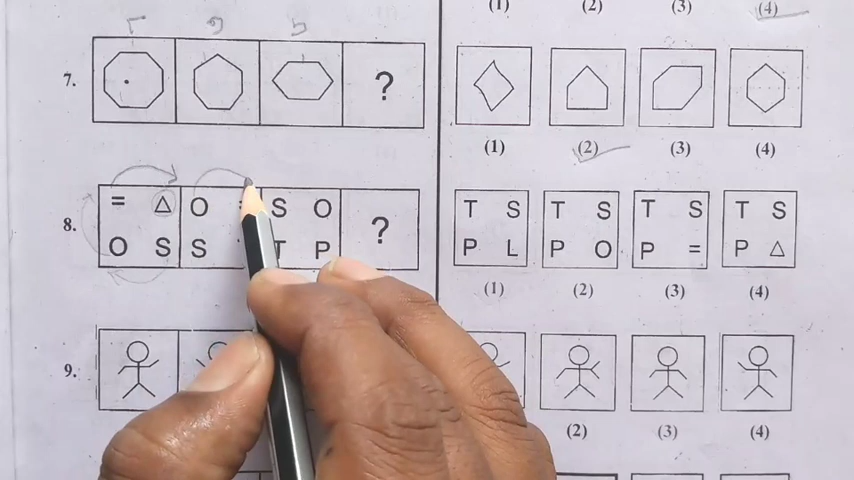 (1) (2) (3) (4)
7. ?
(1) (2) (3) (4)
8. = △ O S O ? T S T S T S T S
O S S T P P L P O P = P △
(1) (2) (3) (4)
9.
(2) (3) (4)